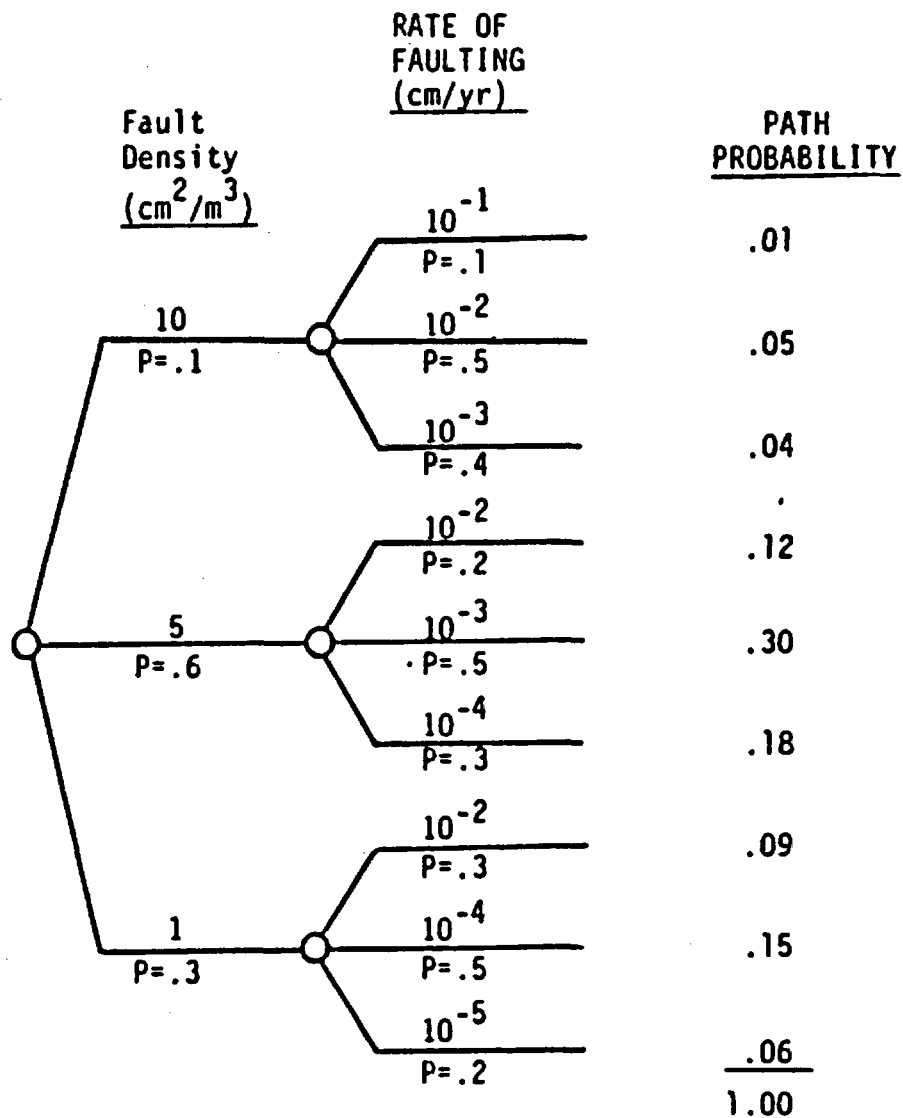 RATE OF
FAULTING
(cm/yr)
Fault
Density
(cm²/m³)
PATH
PROBABILITY
10⁻¹
P=.1
.01
10
P=.1
10⁻²
P=.5
.05
10⁻³
P=.4
.04
10⁻²
P=.2
.12
5
P=.6
10⁻³
P=.5
.30
10⁻⁴
P=.3
.18
10⁻²
P=.3
.09
1
P=.3
10⁻⁴
P=.5
.15
10⁻⁵
P=.2
.06
1.00